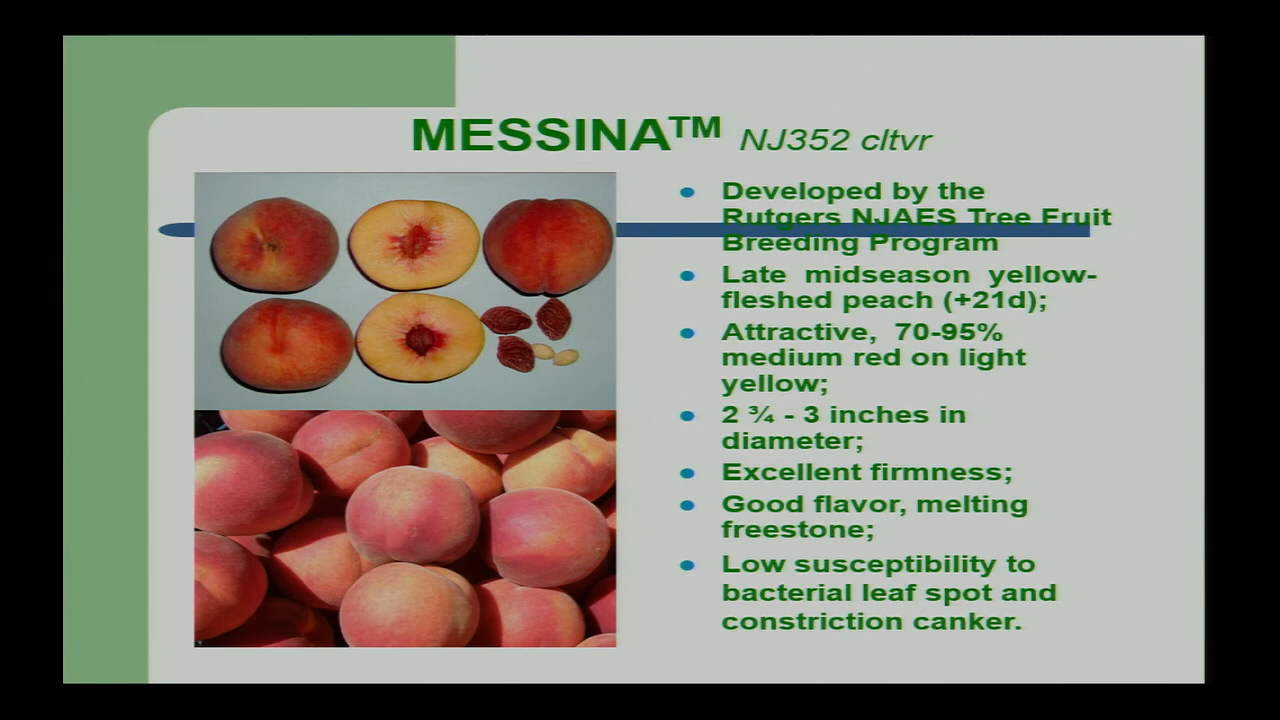 MESSINA™ NJ352 cltvr
• Developed by the
Rutgers NJAES Tree Fruit
Breeding Program
• Late midseason yellow-
fleshed peach (+21d);
• Attractive, 70-95%
medium red on light
yellow;
• 2 ¾ - 3 inches in
diameter;
• Excellent firmness;
• Good flavor, melting
freestone;
• Low susceptibility to
bacterial leaf spot and
constriction canker.